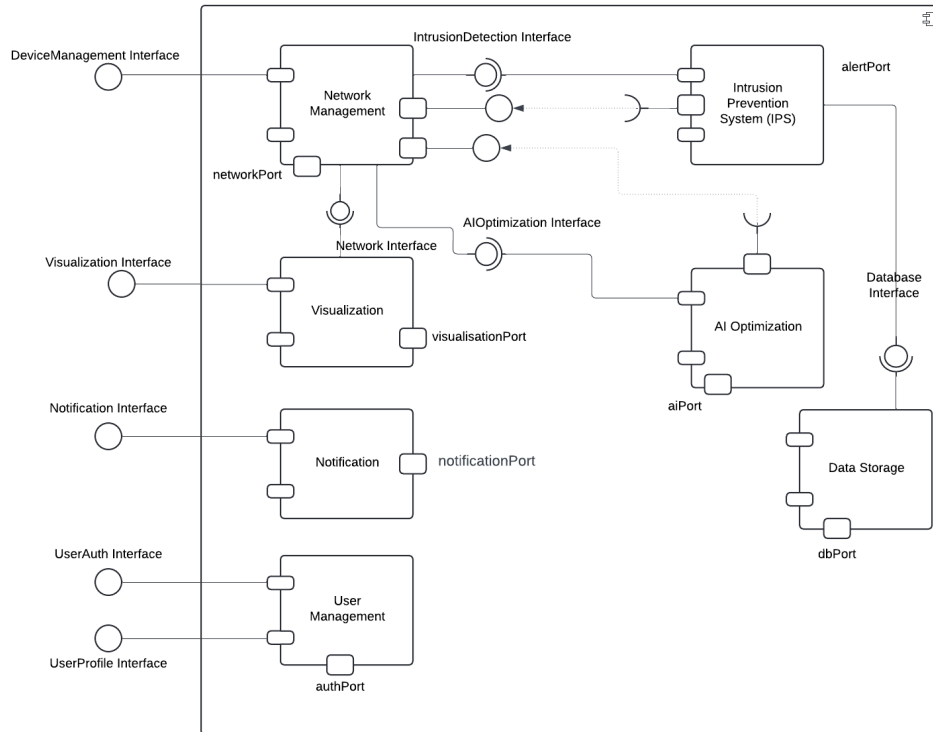 IntrusionDetection Interface
DeviceManagement Interface
alertPort
Network
Management
Intrusion
Prevention
System (IPS)
networkPort
AIOptimization Interface
Network Interface
Visualization Interface
Database
Interface
Visualization
AI Optimization
visualisationPort
aiPort
Notification Interface
Notification
notificationPort
Data Storage
dbPort
UserAuth Interface
User
Management
UserProfile Interface
authPort